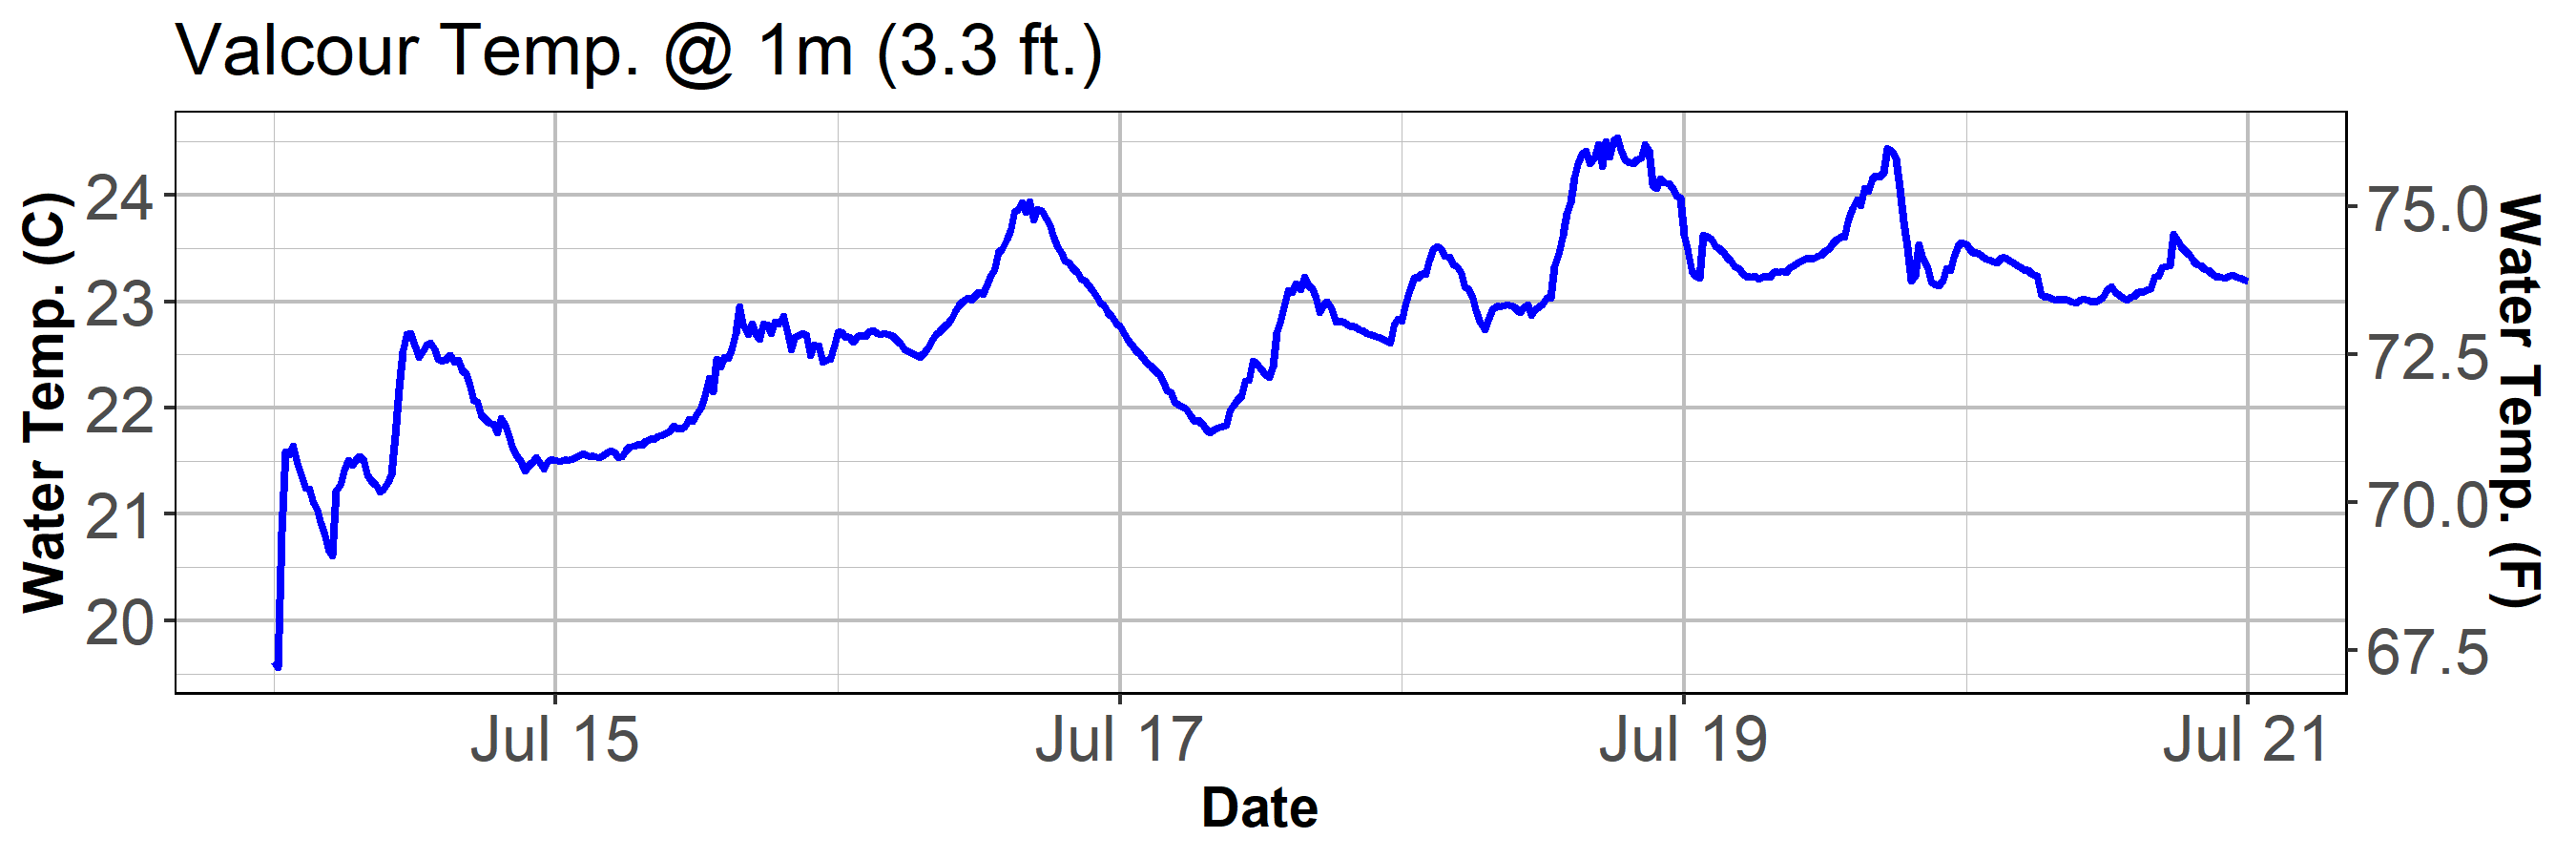 Valcour Temp. @ 1m (3.3 ft.)
Water Temp. (C)
24
23
22
21
20
75.0
72.5
70.0
67.5
Water Temp. (F)
Jul 15
Jul 17
Jul 19
Jul 21
Date